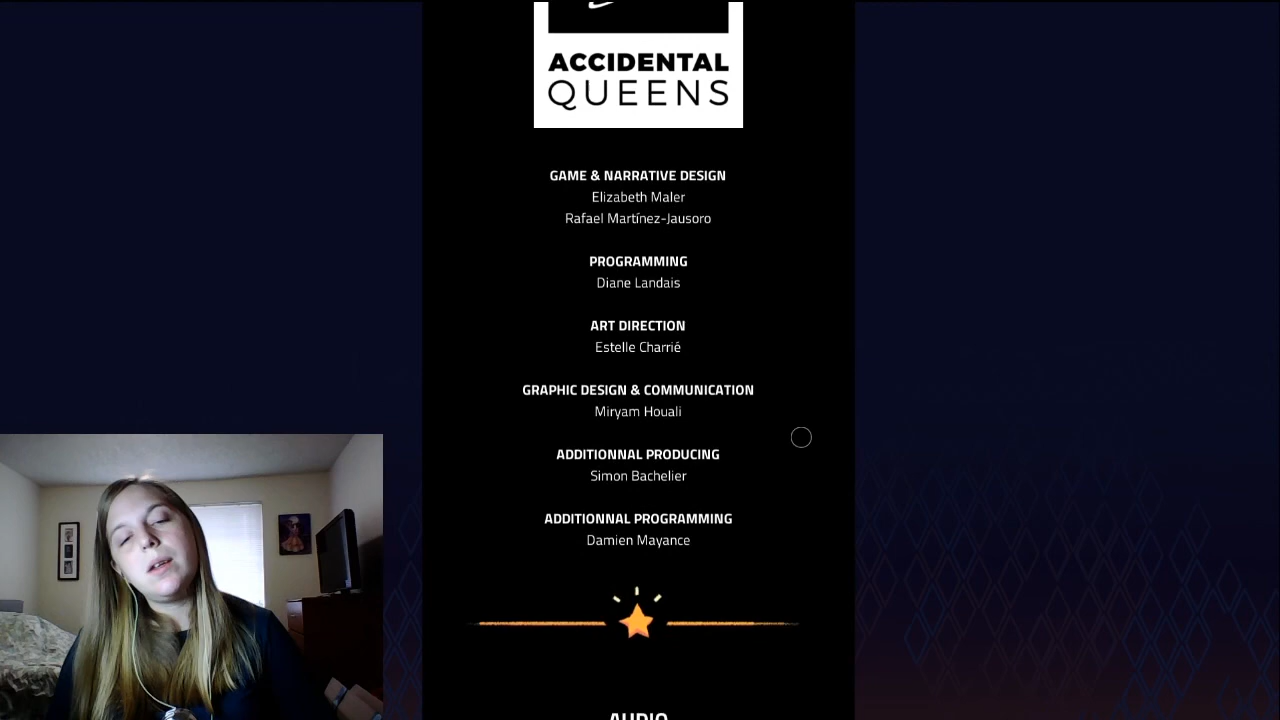 ACCIDENTAL
QUEENS
GAME & NARRATIVE DESIGN
Elizabeth Maler
Rafael Martínez-Jausoro
PROGRAMMING
Diane Landais
ART DIRECTION
Estelle Charrié
GRAPHIC DESIGN & COMMUNICATION
Miryam Houali
ADDITIONNAL PRODUCING
Simon Bachelier
ADDITIONNAL PROGRAMMING
Damien Mayance
AUDIO